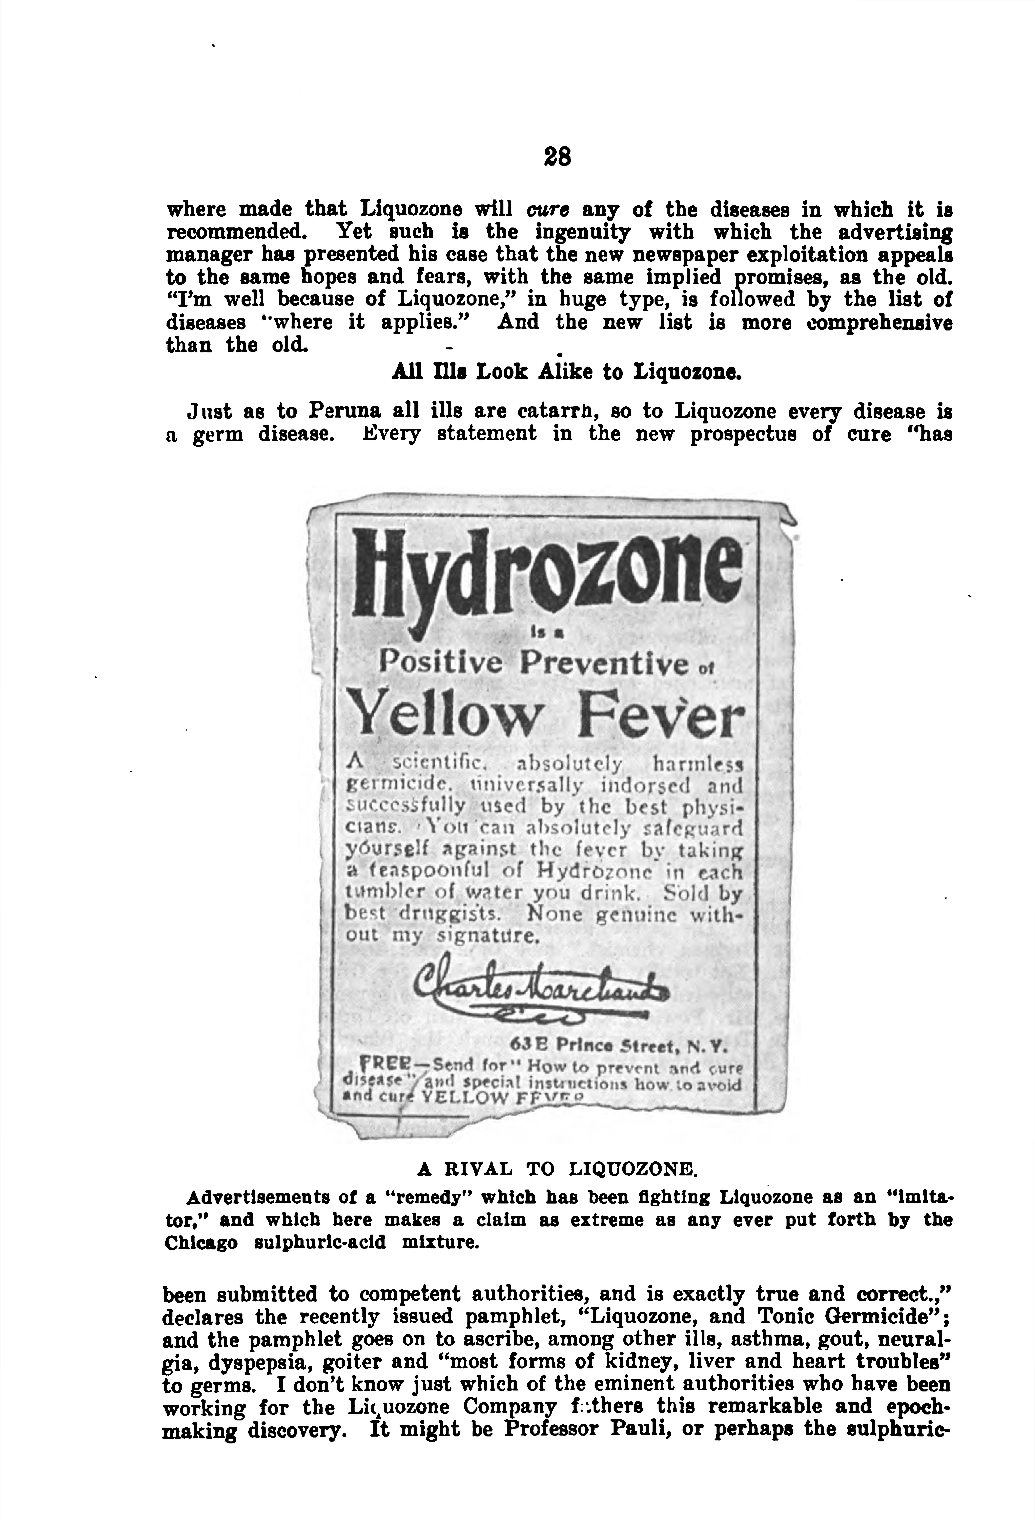 28
where made that Liquozone will cure any of the diseases in which it is
recommended. Yet such is the ingenuity with which the advertising
manager has presented his case that the new newspaper exploitation appeals
to the same hopes and fears, with the same implied promises, as the old.
“I’m well because of Liquozone,” in huge type, is followed by the list of
diseases “where it applies.” And the new list is more comprehensive
than the old.
All Ills Look Alike to Liquozone.
Just as to Peruna all ills are catarrh, so to Liquozone every disease is
a germ disease. Every statement in the new prospectus of cure “has
Hydrozone
is a
Positive Preventive of
Yellow Fever
A scientific, absolutely harmless
germicide, universally indorsed and
successfully used by the best physi-
cians. You can absolutely safeguard
yourself against the fever by taking
a teaspoonful of Hydrozone in each
tumbler of water you drink. Sold by
best druggists. None genuine with-
out my signature.
Charles Marchand
63 E Prince Street, N. Y.
FREE—Send for “How to prevent and cure
disease” and special instructions how to avoid
and cure YELLOW FEVER
A RIVAL TO LIQUOZONE.
Advertisements of a “remedy” which has been fighting Liquozone as an “imita-
tor,” and which here makes a claim as extreme as any ever put forth by the
Chicago sulphuric-acid mixture.
been submitted to competent authorities, and is exactly true and correct.,”
declares the recently issued pamphlet, “Liquozone, and Tonic Germicide”;
and the pamphlet goes on to ascribe, among other ills, asthma, gout, neural-
gia, dyspepsia, goiter and “most forms of kidney, liver and heart troubles”
to germs. I don’t know just which of the eminent authorities who have been
working for the Liquozone Company fathers this remarkable and epoch-
making discovery. It might be Professor Pauli, or perhaps the sulphuric-